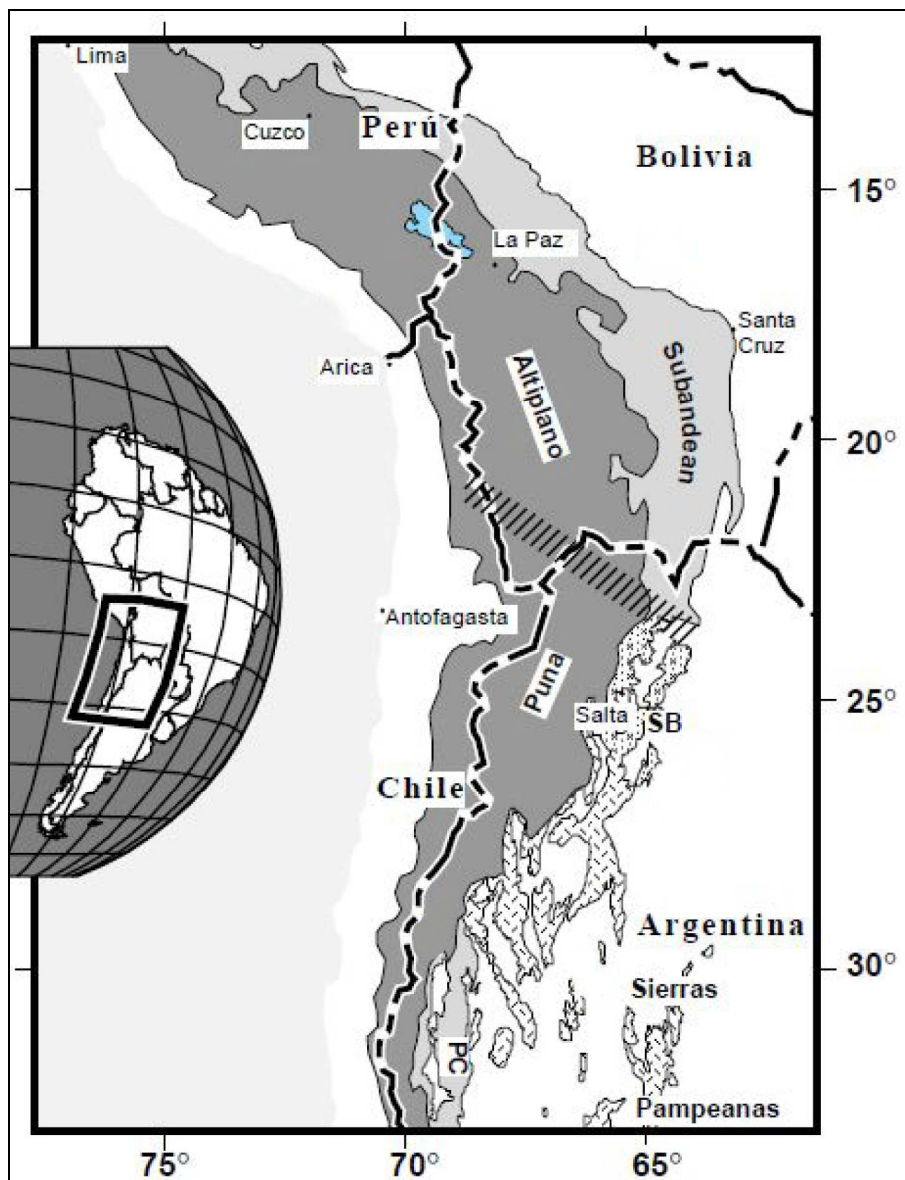 Lima
Cuzco
Perú
Bolivia
15°
La Paz
Santa
Cruz
Arica
Altiplano
Subandean
20°
Antofagasta
Puna
Salta
SB
25°
Chile
Argentina
30°
Sierras
PC
Pampeanas
75°
70°
65°